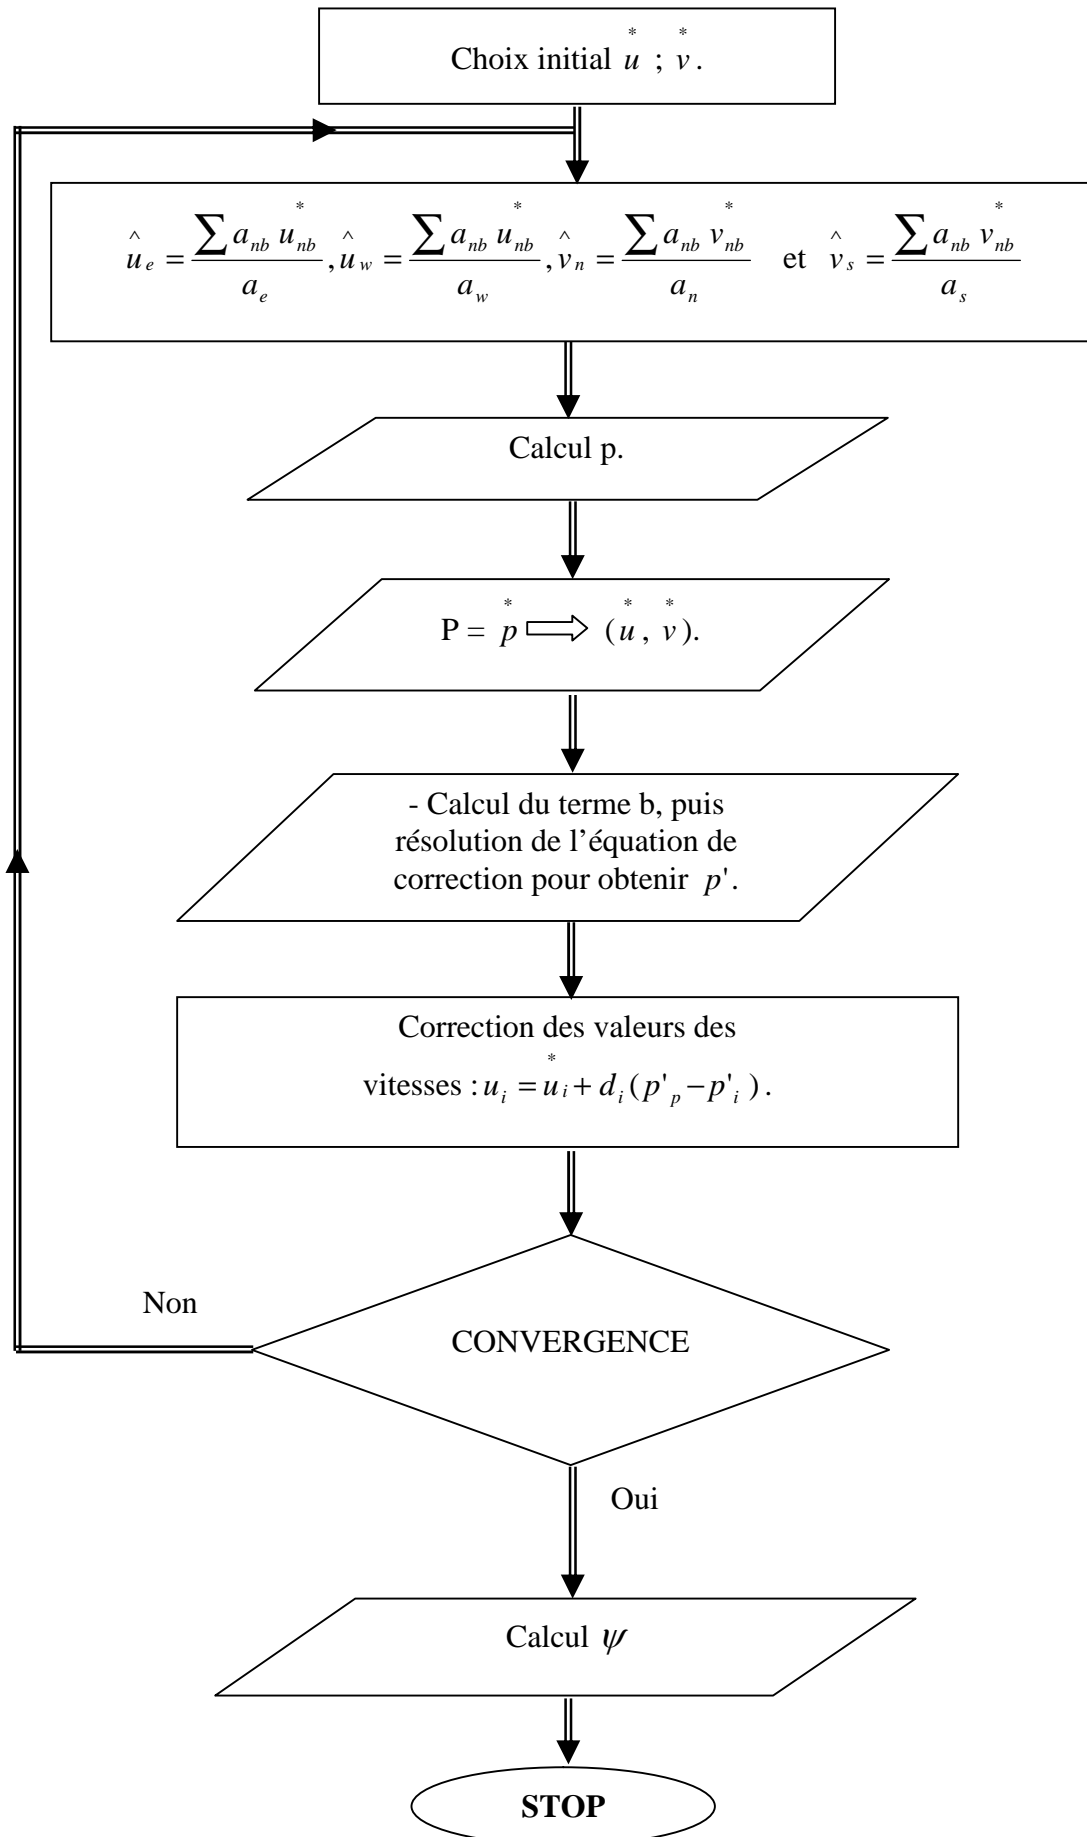 Choix initial u* ; v*.
û_e = ∑ a_nb u*_nb / a_e , û_w = ∑ a_nb u*_nb / a_w , v̂_n = ∑ a_nb v*_nb / a_n et v̂_s = ∑ a_nb v*_nb / a_s
Calcul p.
P = p* ⇒ (u*, v*).
- Calcul du terme b, puis
résolution de l’équation de
correction pour obtenir p'.
Correction des valeurs des
vitesses : u_i = u*_i + d_i (p'_p − p'_i).
Non
CONVERGENCE
Oui
Calcul ψ
STOP